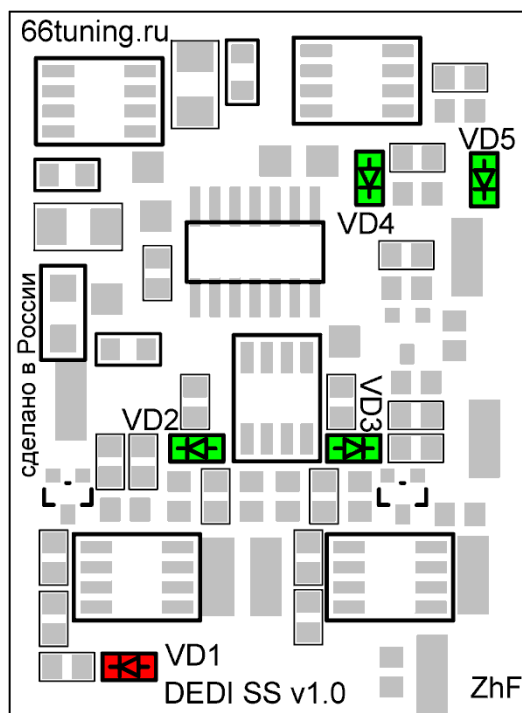 66tuning.ru
VD5
VD4
сделано в России
VD2
VD3
VD1
DEDI SS v1.0
ZhF